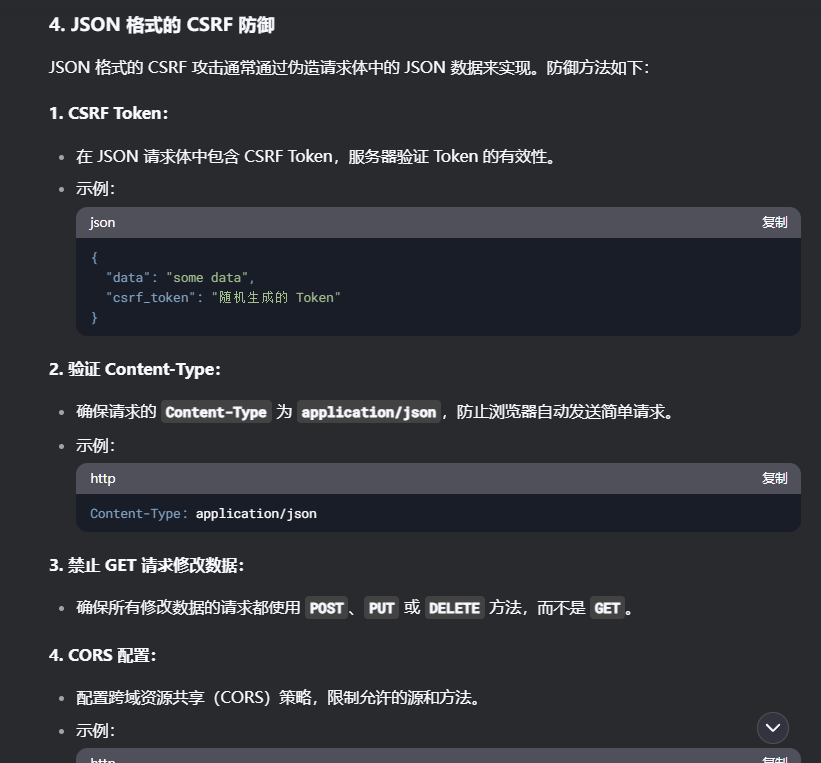 4. JSON 格式的 CSRF 防御
JSON 格式的 CSRF 攻击通常通过伪造请求体中的 JSON 数据来实现。防御方法如下：
1. CSRF Token：
在 JSON 请求体中包含 CSRF Token，服务器验证 Token 的有效性。
示例：
json 复制
{
"data": "some data",
"csrf_token": "随机生成的 Token"
}
2. 验证 Content-Type：
确保请求的 Content-Type 为 application/json，防止浏览器自动发送简单请求。
示例：
http 复制
Content-Type: application/json
3. 禁止 GET 请求修改数据：
确保所有修改数据的请求都使用 POST、PUT 或 DELETE 方法，而不是 GET。
4. CORS 配置：
配置跨域资源共享（CORS）策略，限制允许的源和方法。
示例：
http 复制